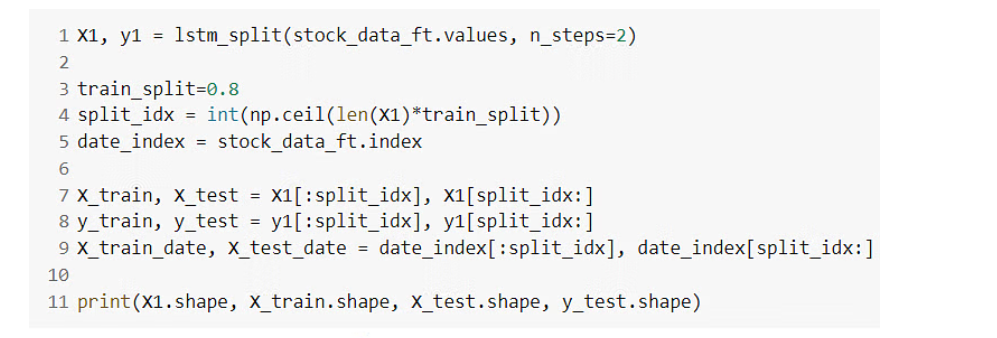 1 X1, y1 = lstm_split(stock_data_ft.values, n_steps=2)
2
3 train_split=0.8
4 split_idx = int(np.ceil(len(X1)*train_split))
5 date_index = stock_data_ft.index
6
7 X_train, X_test = X1[:split_idx], X1[split_idx:]
8 y_train, y_test = y1[:split_idx], y1[split_idx:]
9 X_train_date, X_test_date = date_index[:split_idx], date_index[split_idx:]
10
11 print(X1.shape, X_train.shape, X_test.shape, y_test.shape)